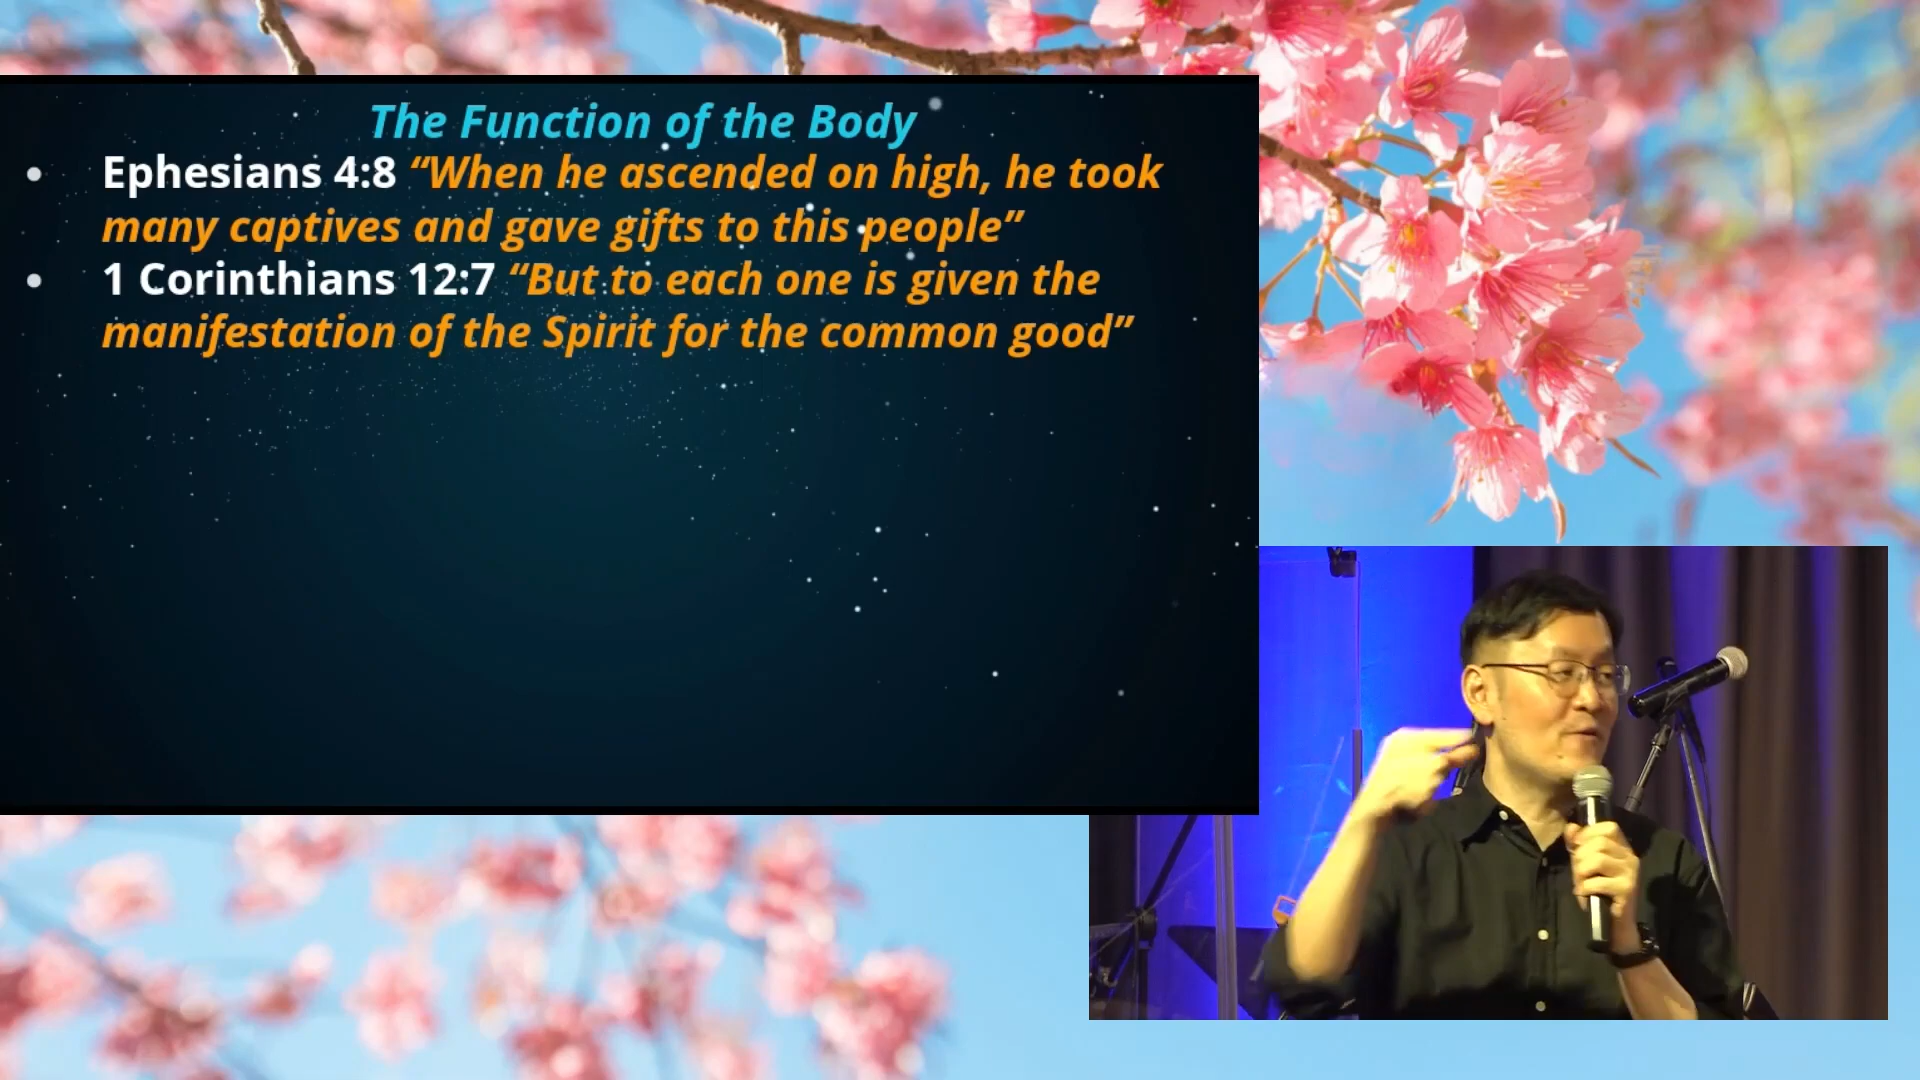 The Function of the Body
• Ephesians 4:8 “When he ascended on high, he took
many captives and gave gifts to this people”
• 1 Corinthians 12:7 “But to each one is given the
manifestation of the Spirit for the common good”